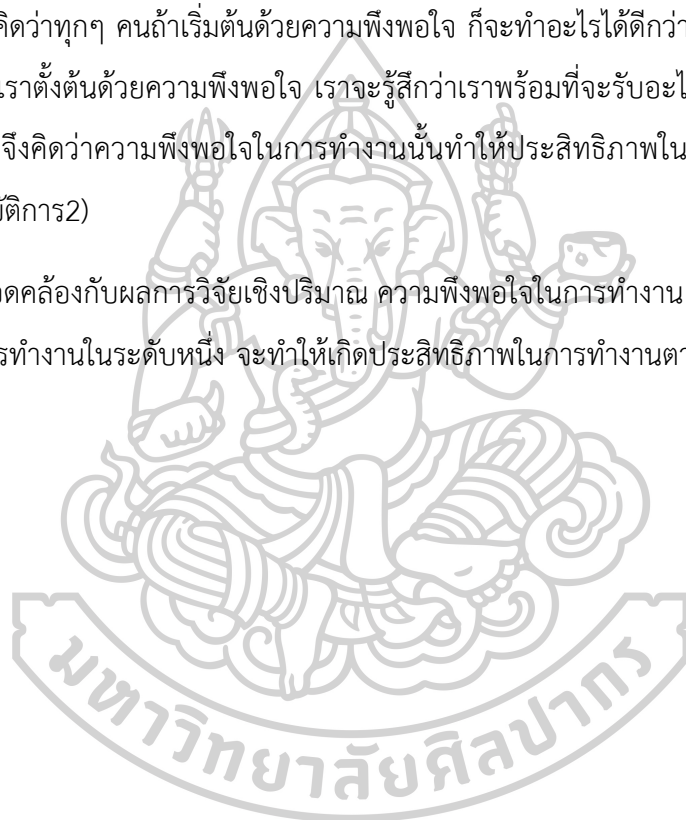 คิดว่าทุกๆ คนถ้าเริ่มต้นด้วยความพึงพอใจ ก็จะทำอะไรได้ดีกว่า
เราตั้งต้นด้วยความพึงพอใจ เราจะรู้สึกว่าเราพร้อมที่จะรับอะไ
จึงคิดว่าความพึงพอใจในการทำงานนั้นทำให้ประสิทธิภาพใน
บัติการ2)
อดคล้องกับผลการวิจัยเชิงปริมาณ ความพึงพอใจในการทำงาน
รทำงานในระดับหนึ่ง จะทำให้เกิดประสิทธิภาพในการทำงานตา
มหาวิทยาลัยศิลปากร